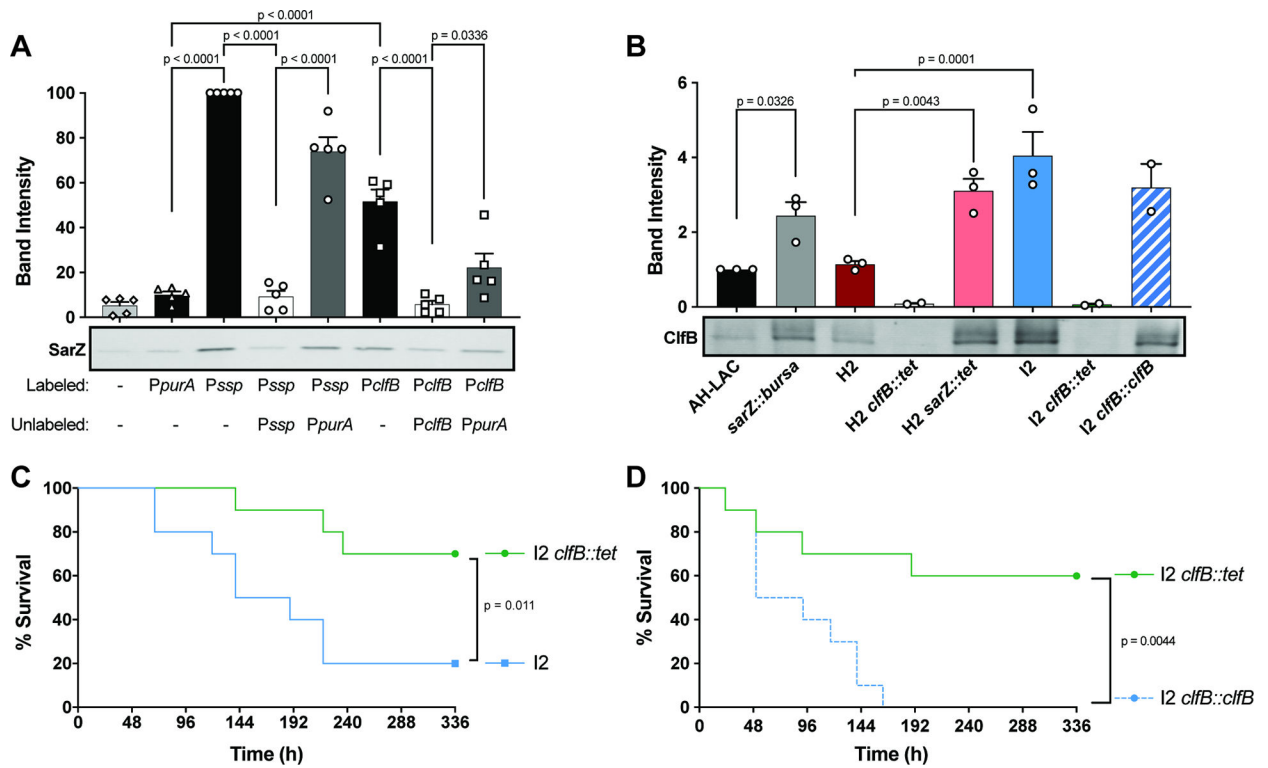 A
p < 0.0001
p < 0.0001 p = 0.0336
p < 0.0001 p < 0.0001 p < 0.0001
Band Intensity
100
80
60
40
20
0
SarZ
Labeled: - PpurA Pssp Pssp Pssp PclfB PclfB PclfB
Unlabeled: - - - Pssp PpurA - PclfB PpurA
B
p = 0.0001
p = 0.0326 p = 0.0043
Band Intensity
6
4
2
0
ClfB
AH-LAC
sarZ::bursa
H2
H2 clfB::tet
H2 sarZ::tet
I2
I2 clfB::tet
I2 clfB::clfB
C
% Survival
100
80
60
40
20
0
0 48 96 144 192 240 288 336
Time (h)
I2 clfB::tet
p = 0.011
I2
D
% Survival
100
80
60
40
20
0
0 48 96 144 192 240 288 336
Time (h)
I2 clfB::tet
p = 0.0044
I2 clfB::clfB